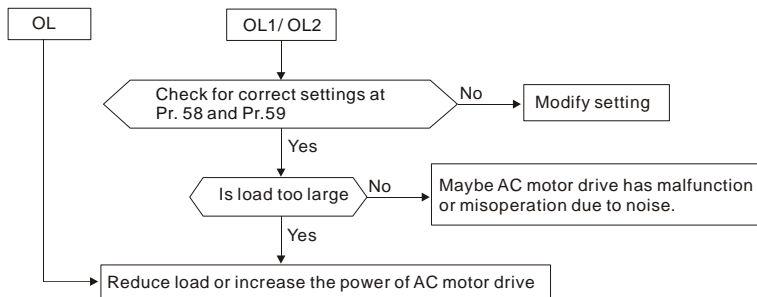 OL
OL1/ OL2
Check for correct settings at
Pr. 58 and Pr.59
No
Modify setting
Yes
Is load too large
No
Maybe AC motor drive has malfunction
or misoperation due to noise.
Yes
Reduce load or increase the power of AC motor drive